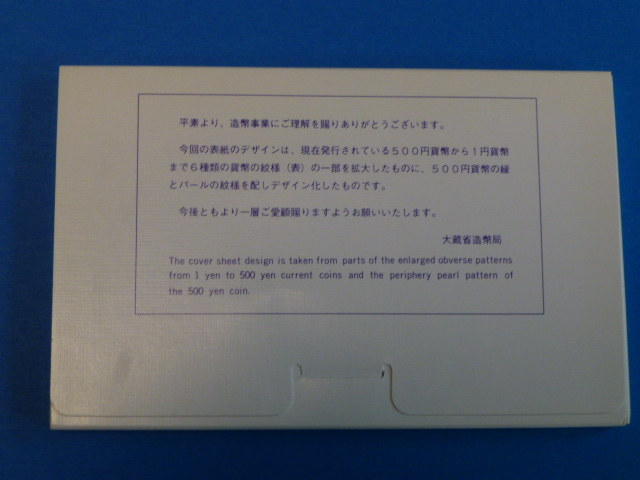 平素より、造幣事業にご理解を賜りありがとうございます。
今回の表紙のデザインは、現在発行されている５００円貨幣から１円貨幣
まで６種類の貨幣の紋様（表）の一部を拡大したものに、５００円貨幣の縁
とパールの紋様を配しデザイン化したものです。
今後ともより一層ご愛顧賜りますようお願いいたします。
大蔵省造幣局
The cover sheet design is taken from parts of the enlarged obverse patterns
from 1 yen to 500 yen current coins and the periphery pearl pattern of
the 500 yen coin.